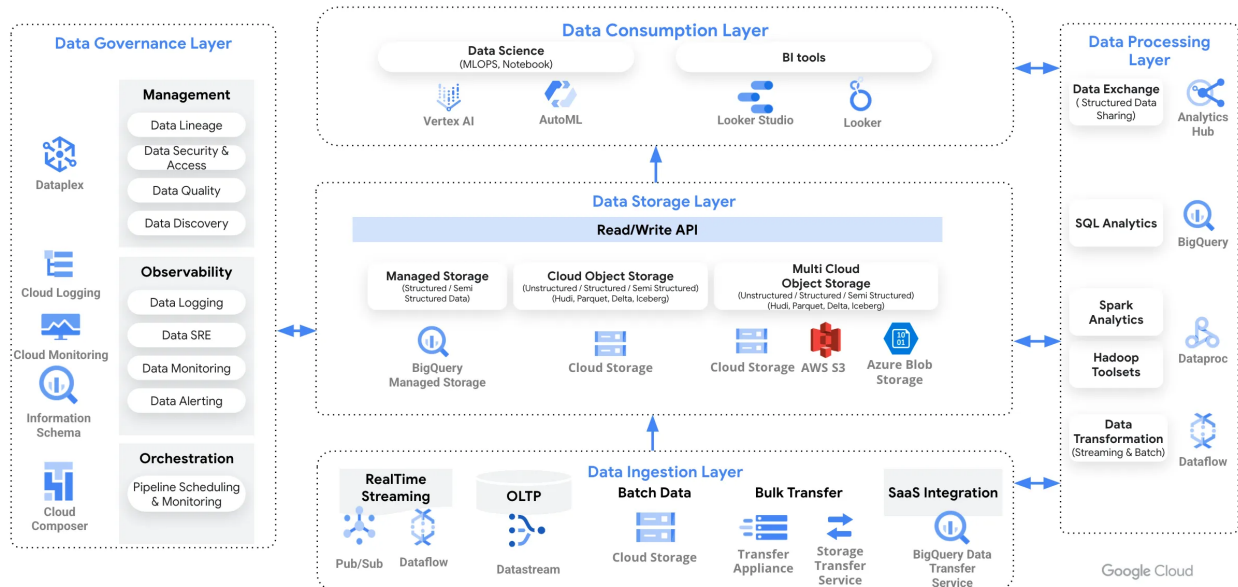 Data Governance Layer
Management
Data Lineage
Data Security &
Access
Data Quality
Data Discovery
Dataplex
Observability
Data Logging
Data SRE
Data Monitoring
Data Alerting
Cloud Logging
Cloud Monitoring
Information
Schema
Orchestration
Pipeline Scheduling
& Monitoring
Cloud
Composer
Data Consumption Layer
Data Science
(MLOPS, Notebook)
BI tools
Vertex AI
AutoML
Looker Studio
Looker
Data Storage Layer
Read/Write API
Managed Storage
(Structured / Semi
Structured Data)
Cloud Object Storage
(Unstructured / Structured / Semi Structured)
(Hudi, Parquet, Delta, Iceberg)
Multi Cloud
Object Storage
(Unstructured / Structured / Semi Structured)
(Hudi, Parquet, Delta, Iceberg)
BigQuery
Managed Storage
Cloud Storage
Cloud Storage
AWS S3
10
01
Azure Blob
Storage
Data Ingestion Layer
RealTime
Streaming
OLTP
Batch Data
Bulk Transfer
SaaS Integration
Pub/Sub
Dataflow
Datastream
Cloud Storage
Transfer
Appliance
Storage
Transfer
Service
BigQuery Data
Transfer
Service
Data Processing
Layer
Data Exchange
( Structured Data
Sharing)
Analytics
Hub
SQL Analytics
BigQuery
Spark
Analytics
Hadoop
Toolsets
Dataproc
Data
Transformation
(Streaming & Batch)
Dataflow
Google Cloud